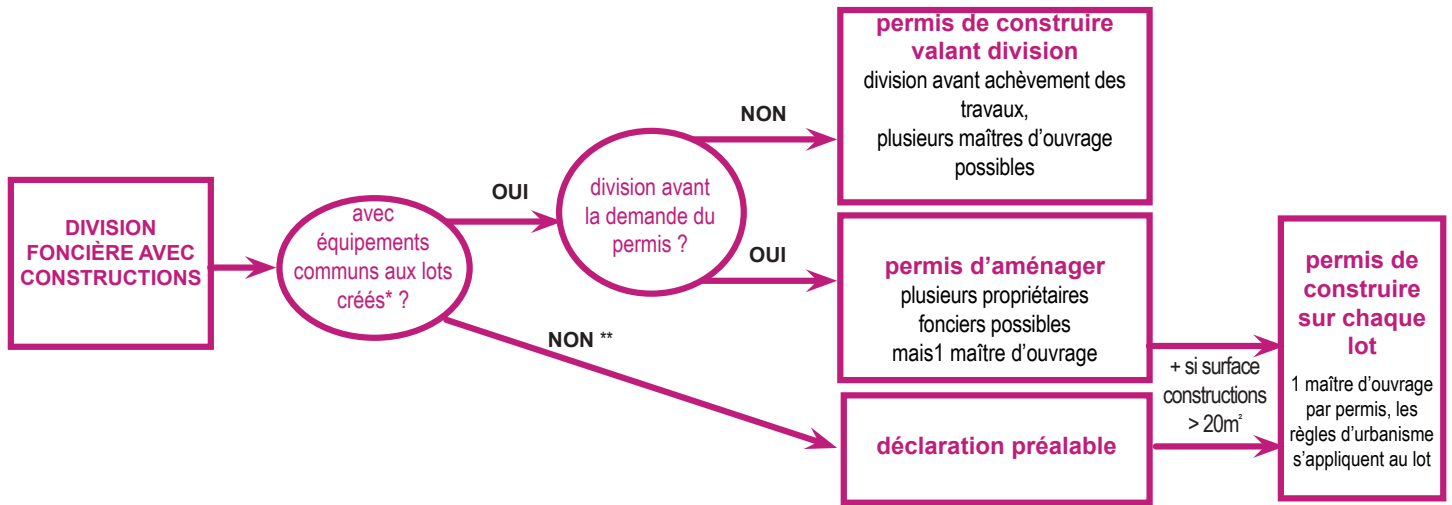 DIVISION
FONCIÈRE AVEC
CONSTRUCTIONS
avec
équipements
communs aux lots
créés* ?
OUI
NON **
division avant
la demande du
permis ?
NON
OUI
permis de construire
valant division
division avant achèvement des
travaux,
plusieurs maîtres d’ouvrage
possibles
permis d’aménager
plusieurs propriétaires
fonciers possibles
mais1 maître d’ouvrage
déclaration préalable
+ si surface
constructions
> 20m²
permis de
construire
sur chaque
lot
1 maître d’ouvrage
par permis, les
règles d’urbanisme
s’appliquent au lot